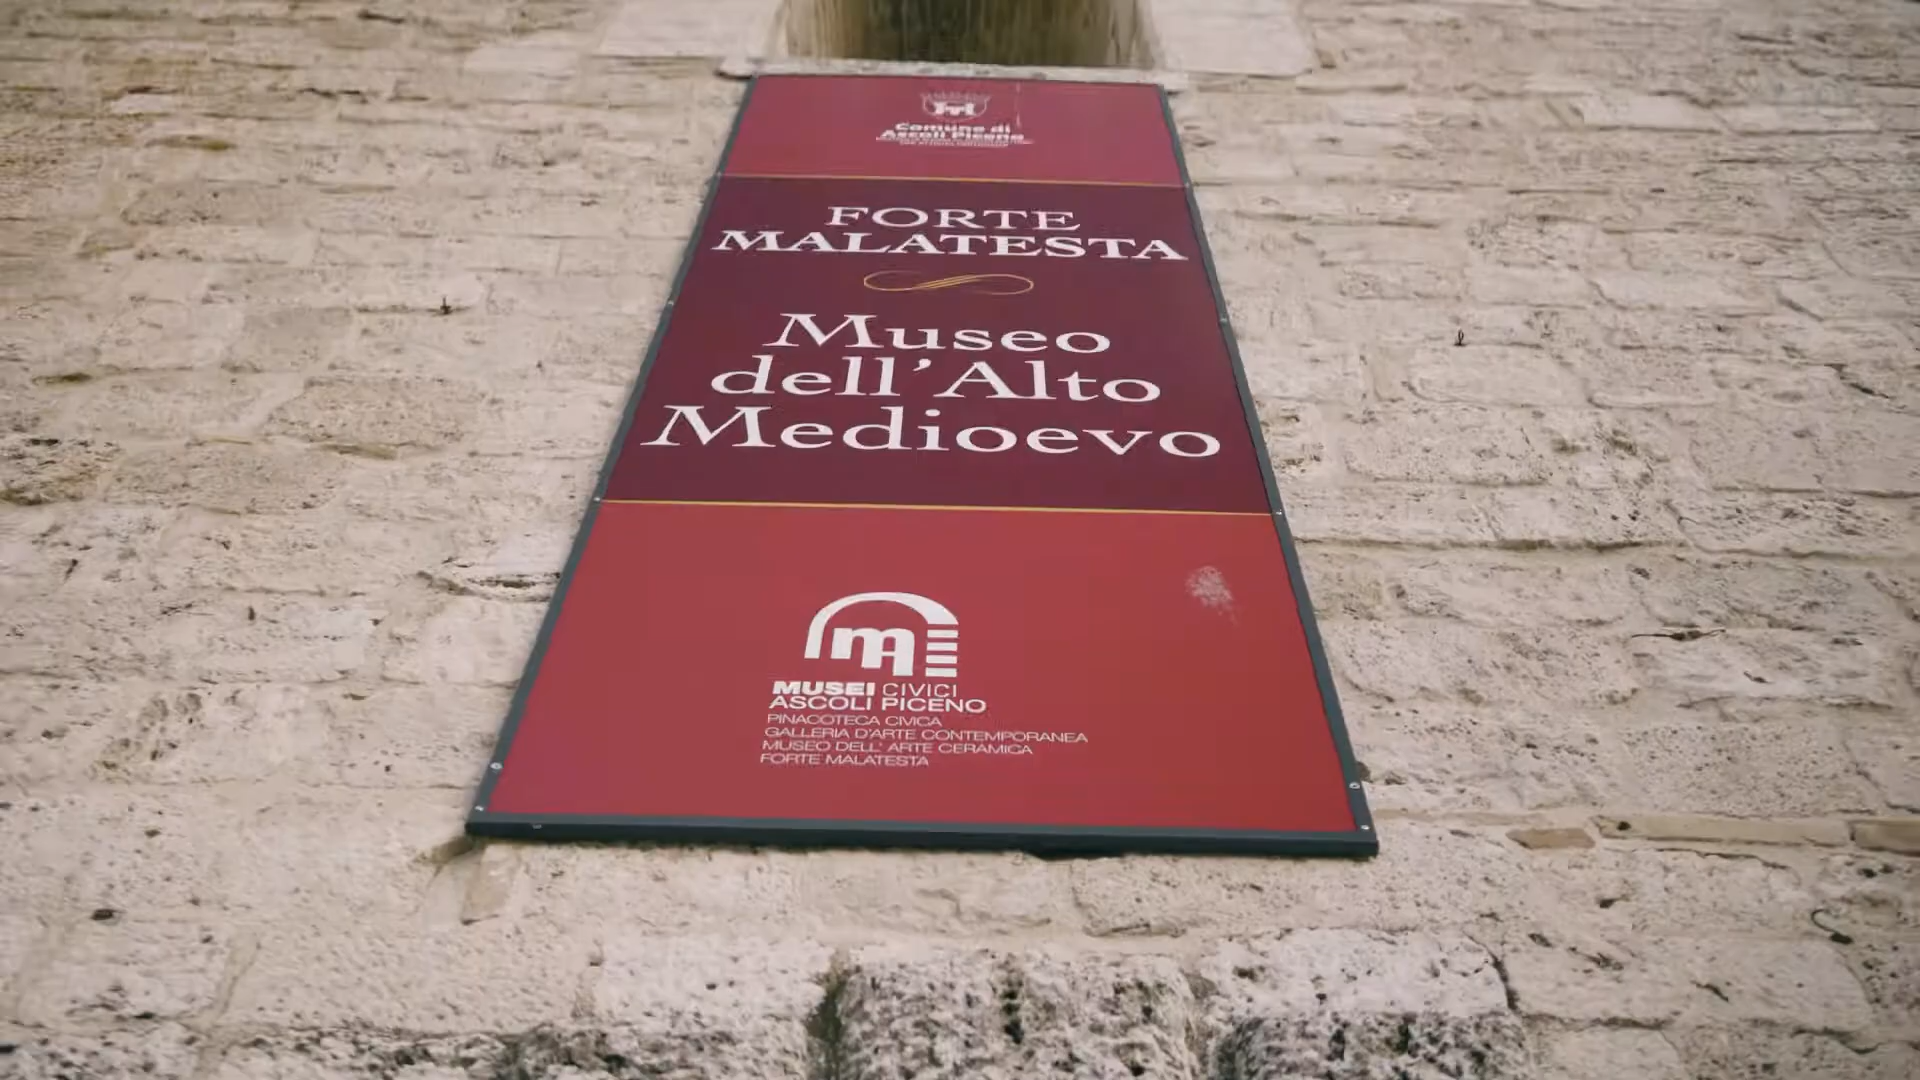 Comune di
Ascoli Piceno
FORTE
MALATESTA
Museo
dell'Alto
Medioevo
MUSEI CIVICI
ASCOLI PICENO
PINACOTECA CIVICA
GALLERIA D'ARTE CONTEMPORANEA
MUSEO DELL' ARTE CERAMICA
FORTE MALATESTA